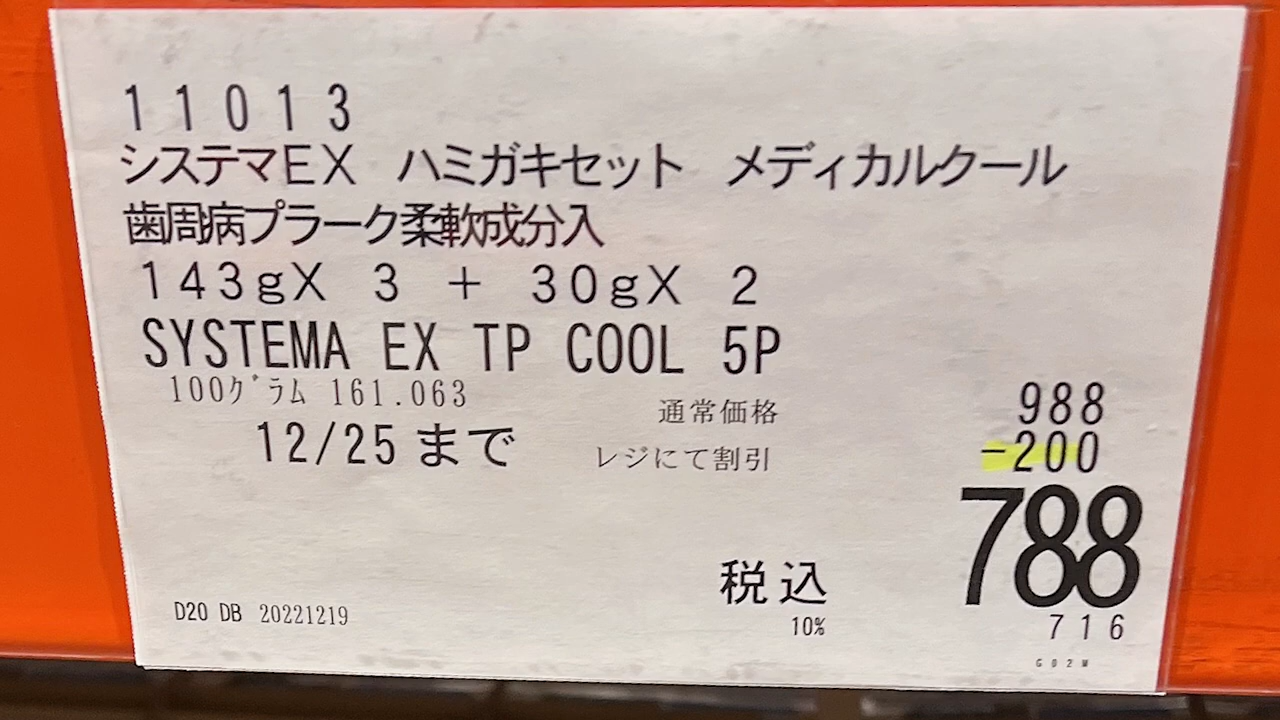 11013
システマEX ハミガキセット メディカルクール
歯周病プラーク柔軟成分入
143gX 3 + 30gX 2
SYSTEMA EX TP COOL 5P
100グラム 161.063
12/25まで
通常価格 988
レジにて割引 -200
788
税込
10% 716
D20 DB 20221219
G02M